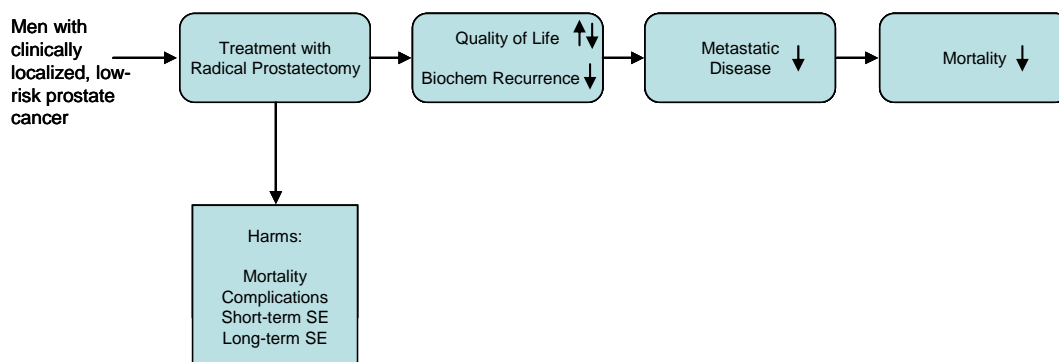 Men with
clinically
localized, low-
risk prostate
cancer
Treatment with
Radical Prostatectomy
Quality of Life
Biochem Recurrence
Metastatic
Disease
Mortality
Harms:
Mortality
Complications
Short-term SE
Long-term SE